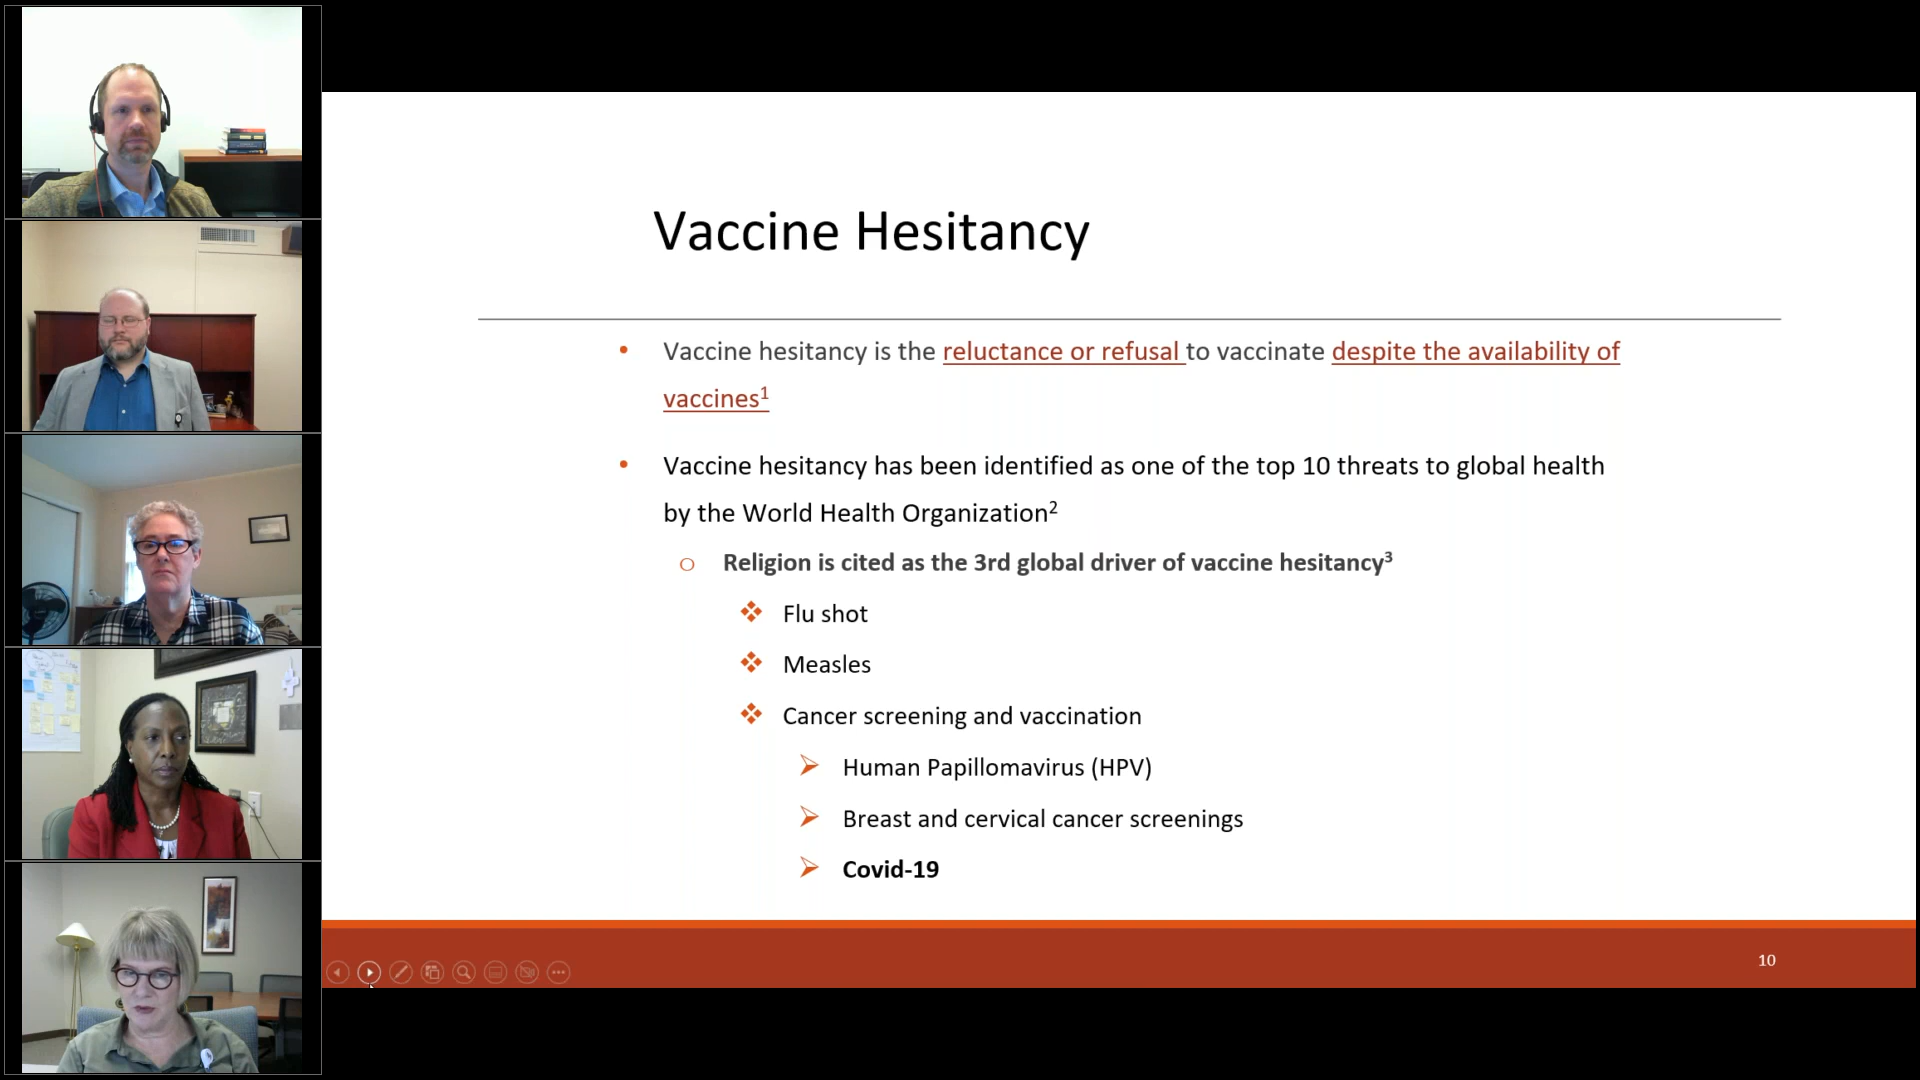 Vaccine Hesitancy
• Vaccine hesitancy is the reluctance or refusal to vaccinate despite the availability of
vaccines¹
• Vaccine hesitancy has been identified as one of the top 10 threats to global health
by the World Health Organization²
o Religion is cited as the 3rd global driver of vaccine hesitancy³
❖ Flu shot
❖ Measles
❖ Cancer screening and vaccination
➢ Human Papillomavirus (HPV)
➢ Breast and cervical cancer screenings
➢ Covid-19
10